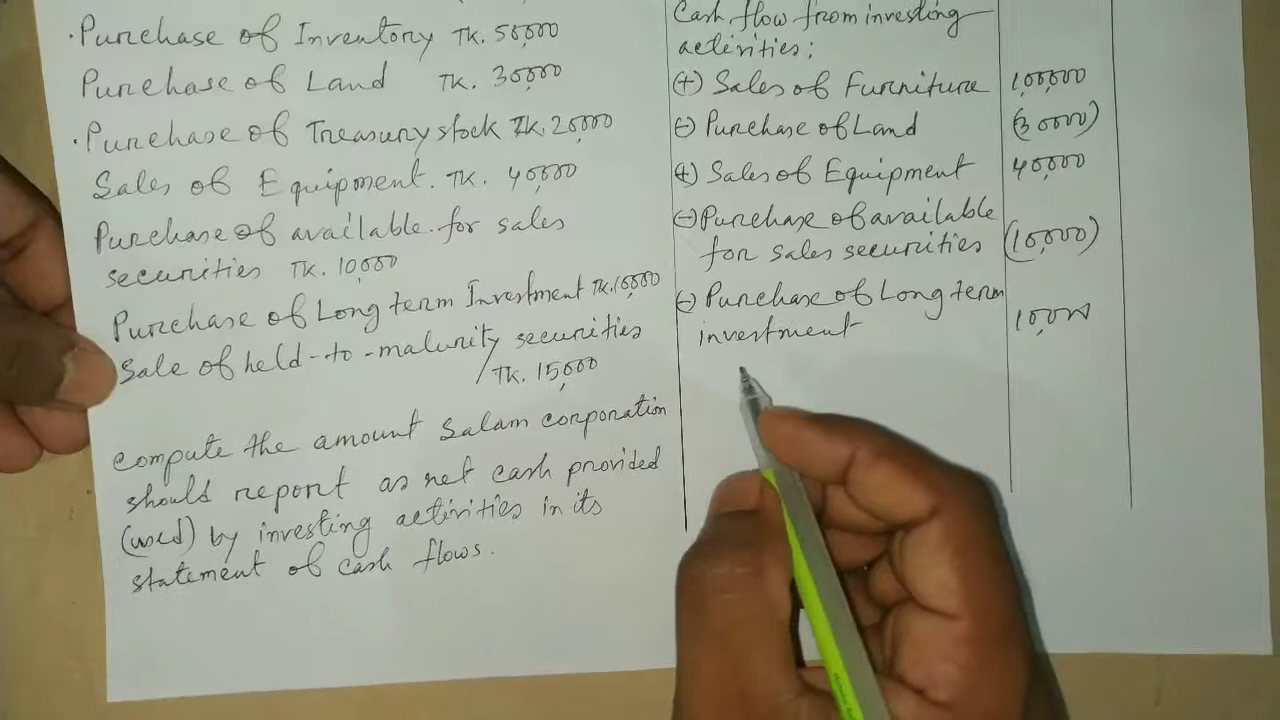 Purchase of Inventory TK. 50,000
Purchase of Land TK. 30,000
Purchase of Treasury stock TK. 20,000
Sales of Equipment. TK. 40,000
Purchase of available for sales
securities TK. 10,000
Purchase of Long term Investment TK. 10,000
Sale of held-to-maturity securities
/ TK. 15,000
compute the amount Salam corporation
should report as net cash provided
(used) by investing activities in its
statement of cash flows.
Cash flow from investing
activities:
(+) Sales of Furniture 1,00,000
(-) Purchase of Land (30000)
(+) Sales of Equipment 40,000
(-) Purchase of available
for sales securities (10,000)
(-) Purchase of Long term
investment 10,000